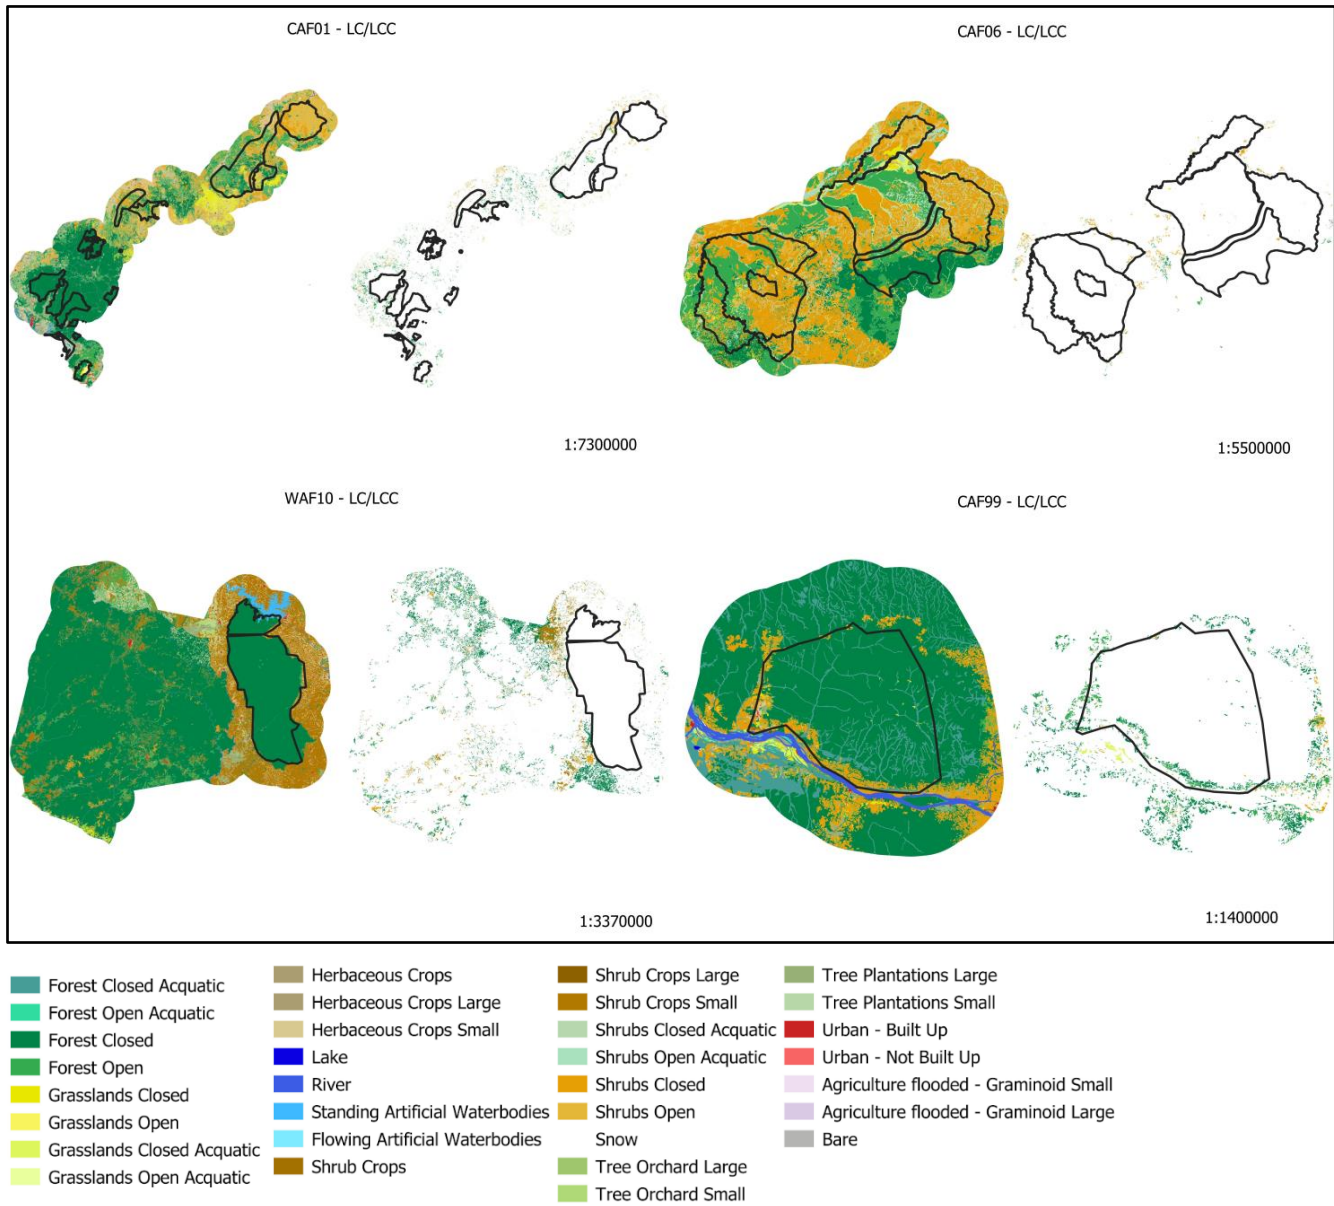 CAF01 - LC/LCC
CAF06 - LC/LCC
1:7300000
1:5500000
WAF10 - LC/LCC
CAF99 - LC/LCC
1:3370000
1:1400000
Forest Closed Acquatic
Forest Open Acquatic
Forest Closed
Forest Open
Grasslands Closed
Grasslands Open
Grasslands Closed Acquatic
Grasslands Open Acquatic
Herbaceous Crops
Herbaceous Crops Large
Herbaceous Crops Small
Lake
River
Standing Artificial Waterbodies
Flowing Artificial Waterbodies
Shrub Crops
Shrub Crops Large
Shrub Crops Small
Shrubs Closed Acquatic
Shrubs Open Acquatic
Shrubs Closed
Shrubs Open
Snow
Tree Orchard Large
Tree Orchard Small
Tree Plantations Large
Tree Plantations Small
Urban - Built Up
Urban - Not Built Up
Agriculture flooded - Graminoid Small
Agriculture flooded - Graminoid Large
Bare